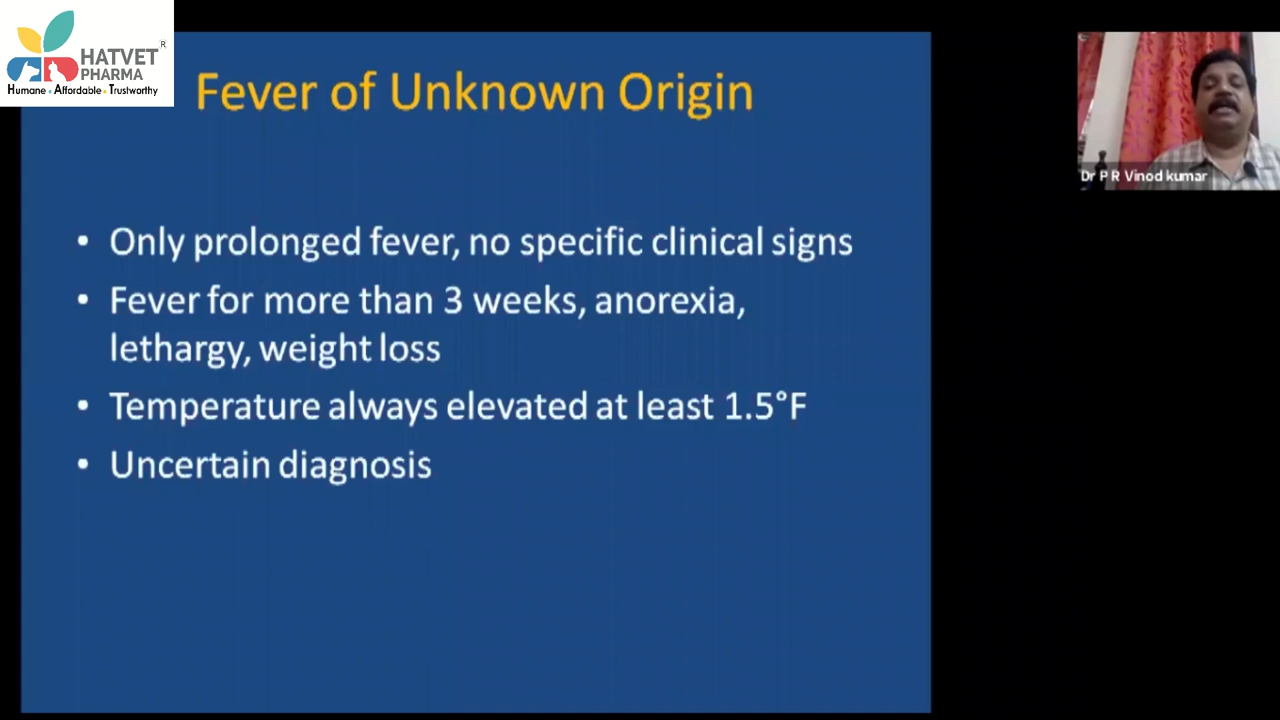 HATVET®
PHARMA
Humane • Affordable • Trustworthy
Fever of Unknown Origin
• Only prolonged fever, no specific clinical signs
• Fever for more than 3 weeks, anorexia,
lethargy, weight loss
• Temperature always elevated at least 1.5°F
• Uncertain diagnosis
Dr P R Vinod kumar